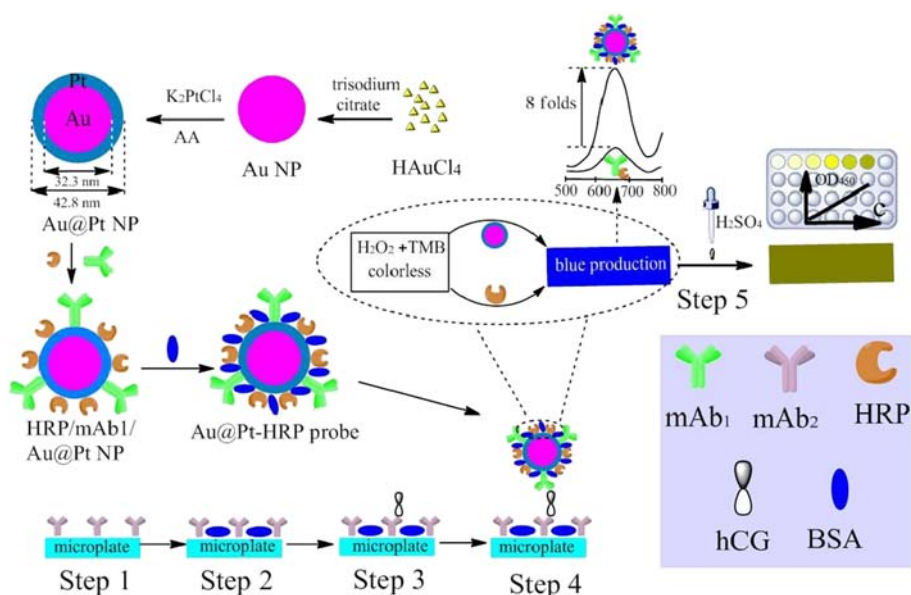 Pt
Au
32.3 nm
42.8 nm
Au@Pt NP
K₂PtCl₄
AA
Au NP
trisodium
citrate
HAuCl₄
8 folds
500 600 700 800
H₂O₂ +TMB
colorless
blue production
H₂SO₄
Step 5
OD₄₅₀
C
HRP/mAb1/
Au@Pt NP
Au@Pt-HRP probe
mAb₁
mAb₂
HRP
hCG
BSA
microplate
microplate
microplate
microplate
Step 1
Step 2
Step 3
Step 4